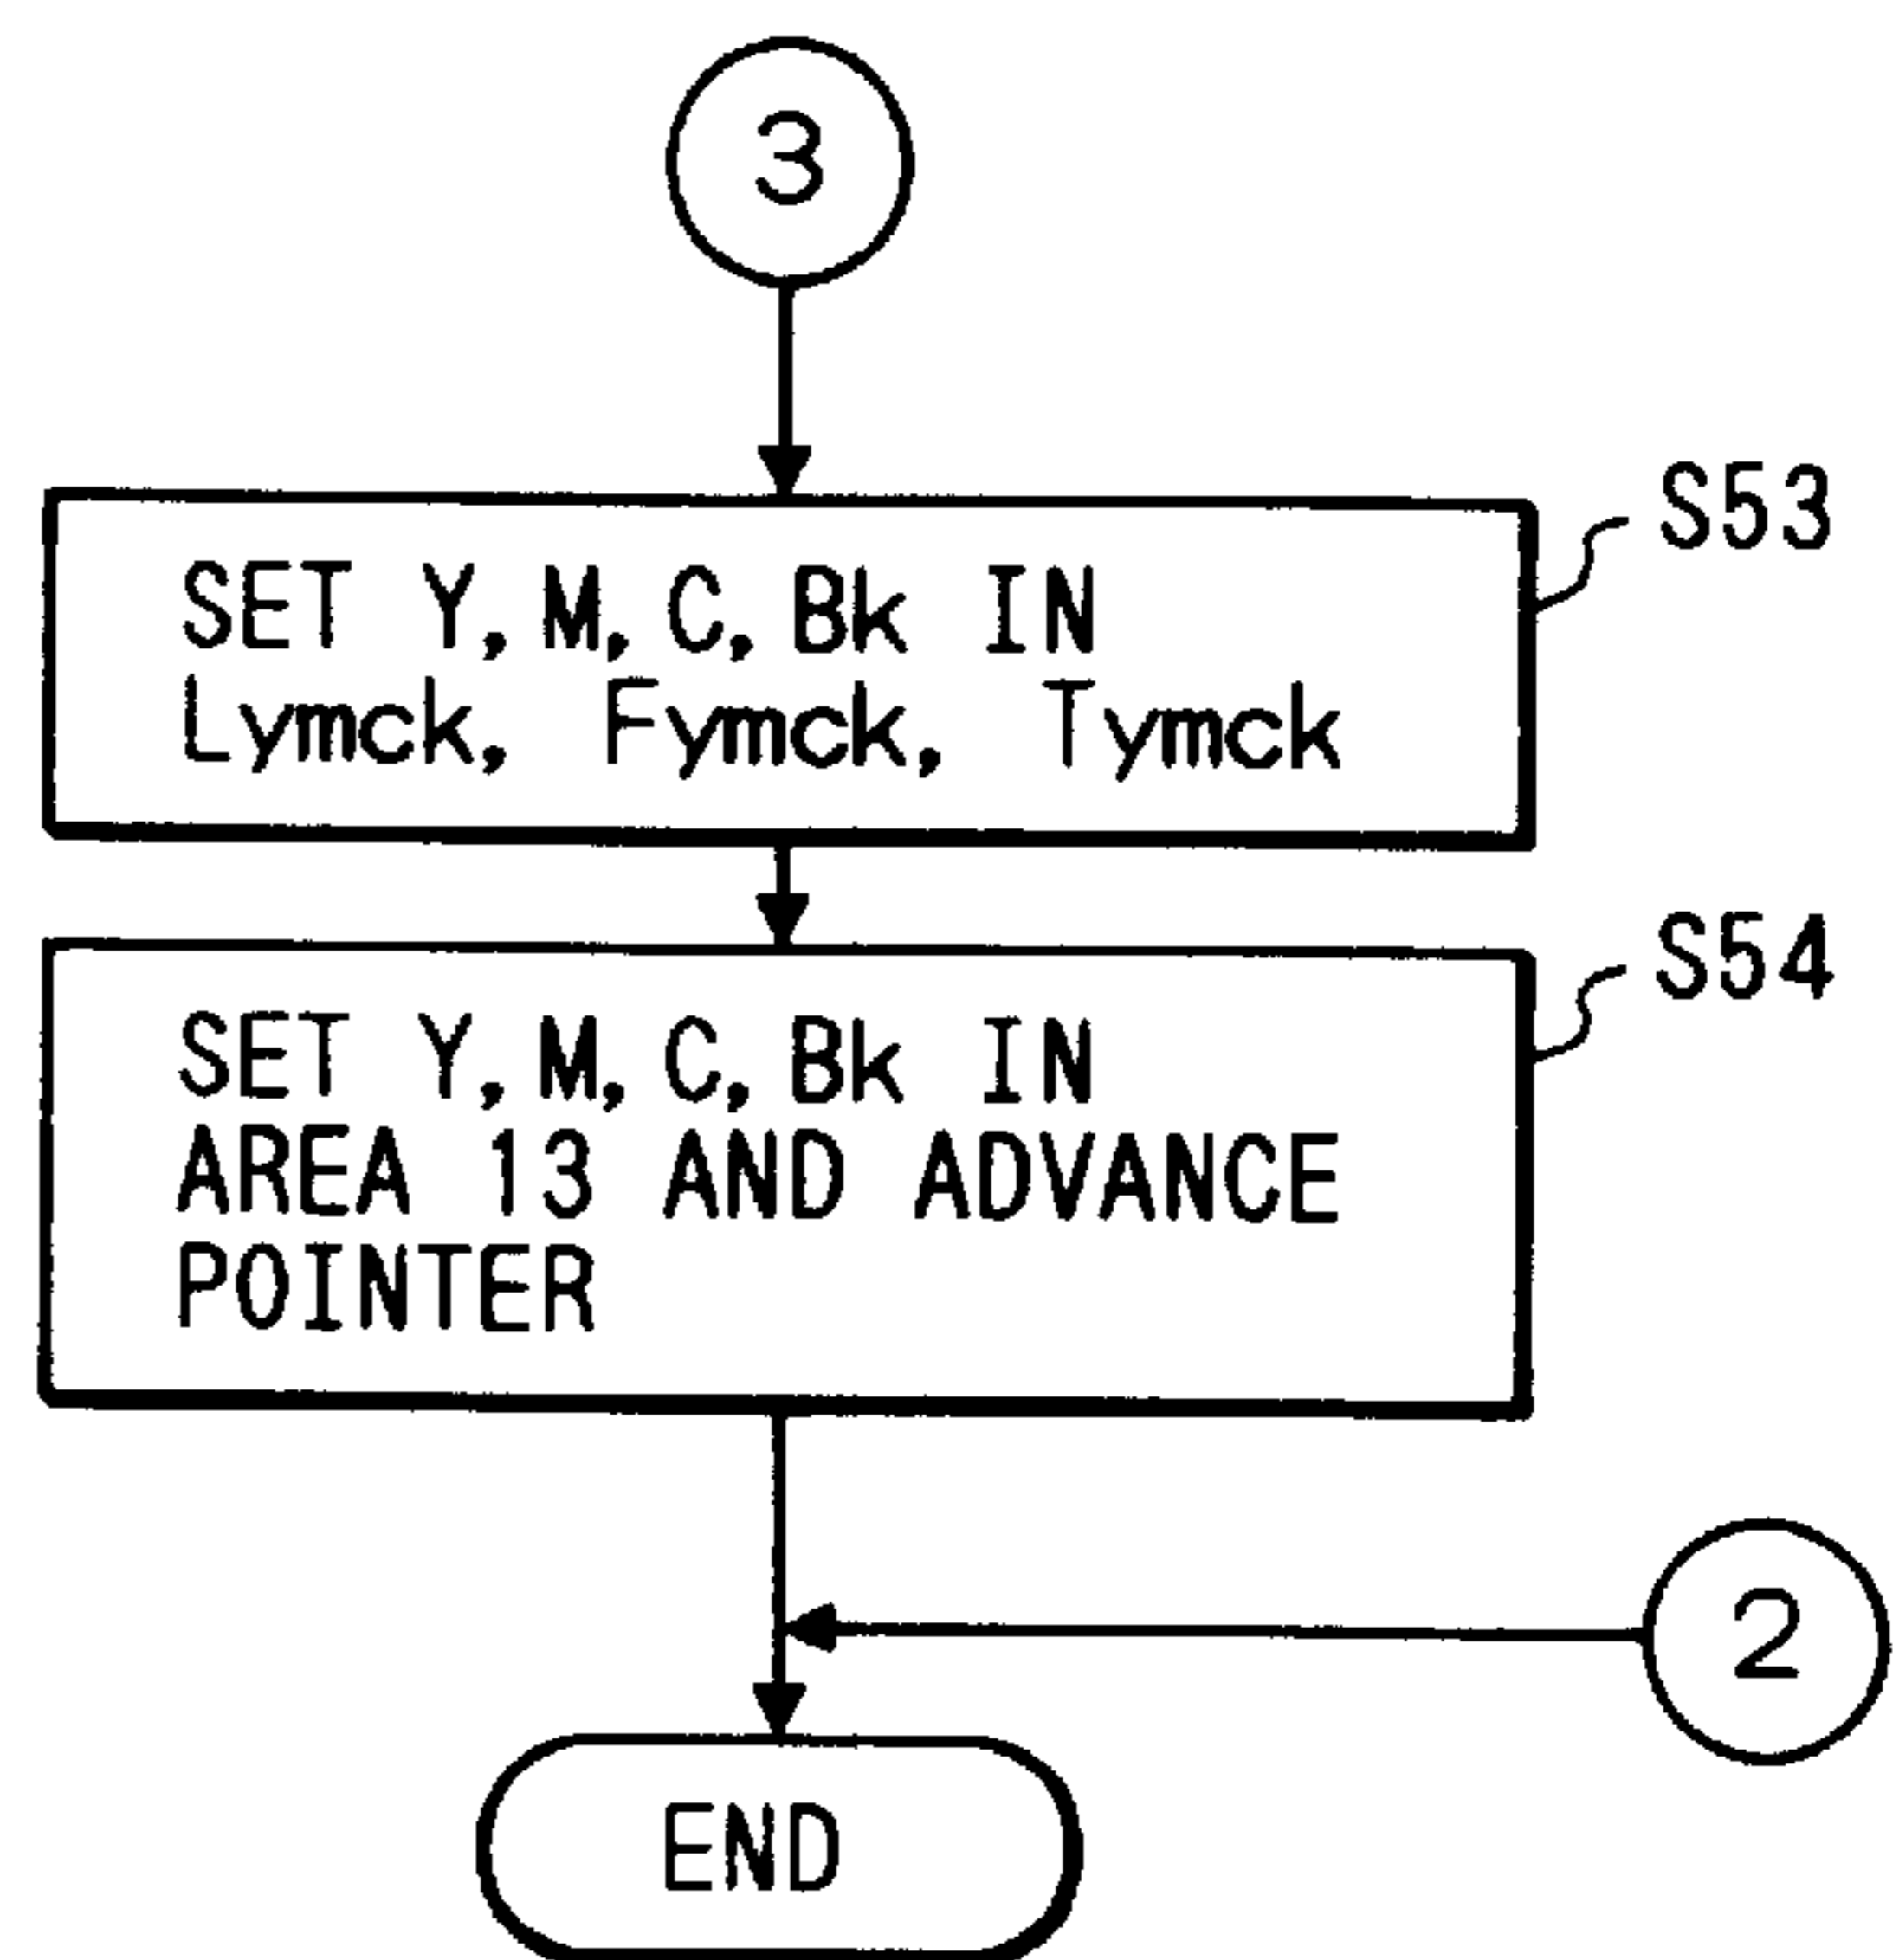 3
S53
SET Y, M, C, Bk IN
Lymck, Fymck, Tymck
S54
SET Y, M, C, Bk IN
AREA 13 AND ADVANCE
POINTER
2
END